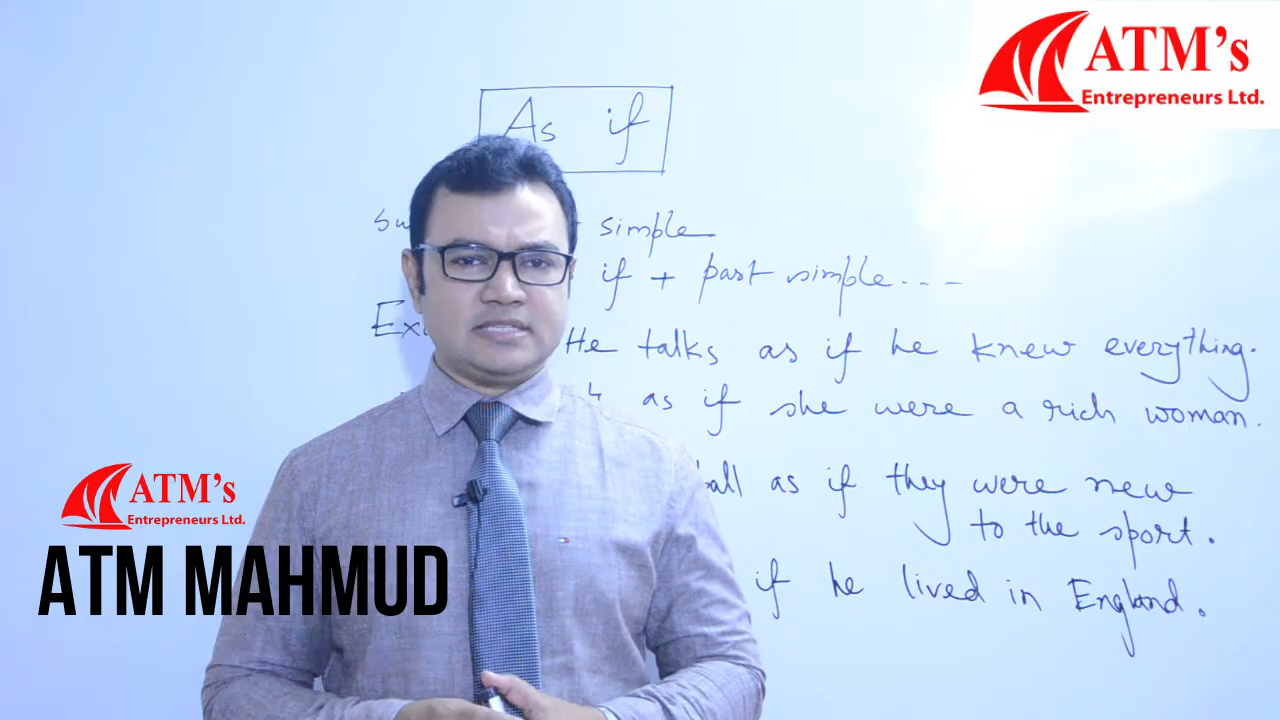 ATM's
Entrepreneurs Ltd.
As if
simple
if + past simple...
He talks as if he knew everything.
as if she were a rich woman.
as if they were new
to the sport.
if he lived in England.
ATM's
Entrepreneurs Ltd.
ATM MAHMUD